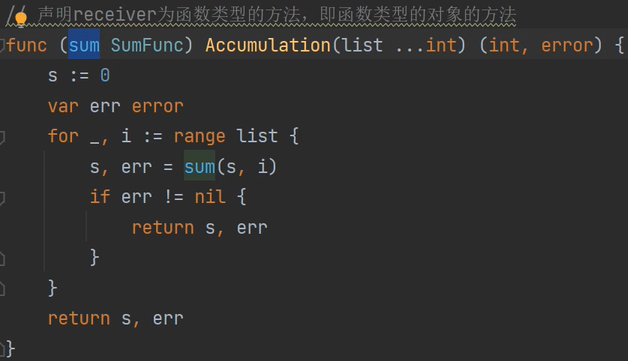 // 声明receiver为函数类型的方法，即函数类型的对象的方法
func (sum SumFunc) Accumulation(list ...int) (int, error) {
    s := 0
    var err error
    for _, i := range list {
        s, err = sum(s, i)
        if err != nil {
            return s, err
        }
    }
    return s, err
}